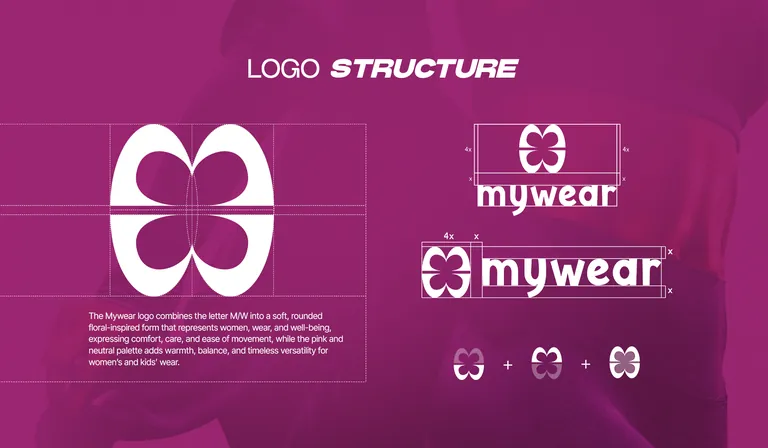 LOGO STRUCTURE
The Mywear logo combines the letter M/W into a soft, rounded
floral-inspired form that represents women, wear, and well-being,
expressing comfort, care, and ease of movement, while the pink and
neutral palette adds warmth, balance, and timeless versatility for
women's and kids' wear.
4x 4x
x x
mywear
4x x
mywear
x
x
+ +